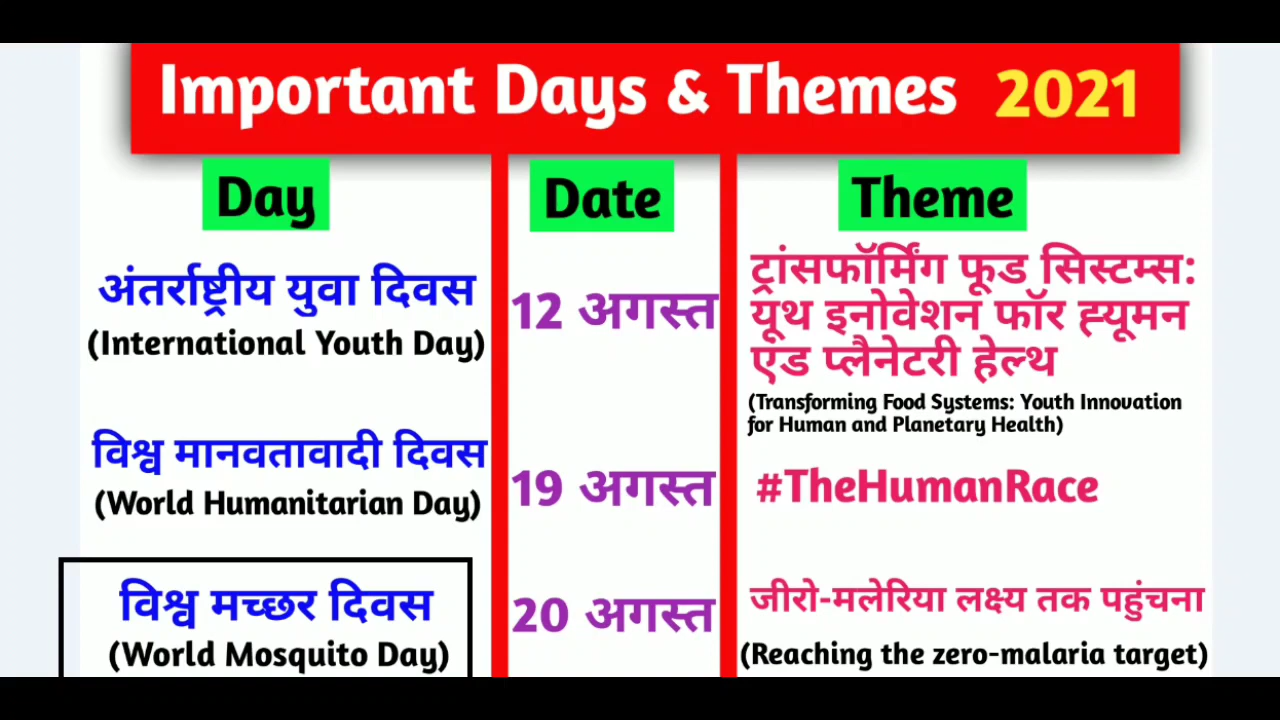 Important Days & Themes 2021
Day
Date
Theme
अंतर्राष्ट्रीय युवा दिवस
(International Youth Day)
12 अगस्त
ट्रांसफॉर्मिंग फूड सिस्टम्स:
यूथ इनोवेशन फॉर ह्यूमन
एंड प्लैनेटरी हेल्थ
(Transforming Food Systems: Youth Innovation
for Human and Planetary Health)
विश्व मानवतावादी दिवस
(World Humanitarian Day)
19 अगस्त
#TheHumanRace
विश्व मच्छर दिवस
(World Mosquito Day)
20 अगस्त
जीरो-मलेरिया लक्ष्य तक पहुंचना
(Reaching the zero-malaria target)